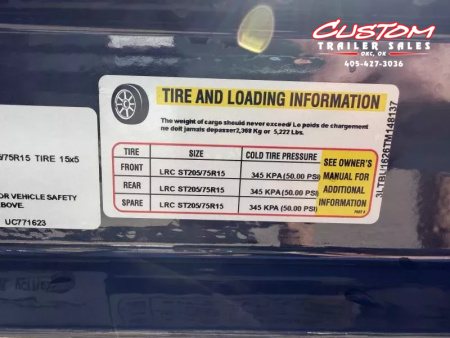 CUSTOM
TRAILER SALES
OKC, OK
405-427-3036
TIRE AND LOADING INFORMATION
The weight of cargo should never exceed/ Le poids de chargement
ne doit jamais depasser2,368 Kg or 5,222 Lbs.
TIRE SIZE COLD TIRE PRESSURE
FRONT LRC ST205/75R15 345 KPA (50.00 PSI)
REAR LRC ST205/75R15 345 KPA (50.00 PSI)
SPARE LRC ST205/75R15 345 KPA (50.00 PSI)
SEE OWNER'S
MANUAL FOR
ADDITIONAL
INFORMATION
PART #
/75R15 TIRE 15x5
OR VEHICLE SAFETY
ABOVE.
UC771623